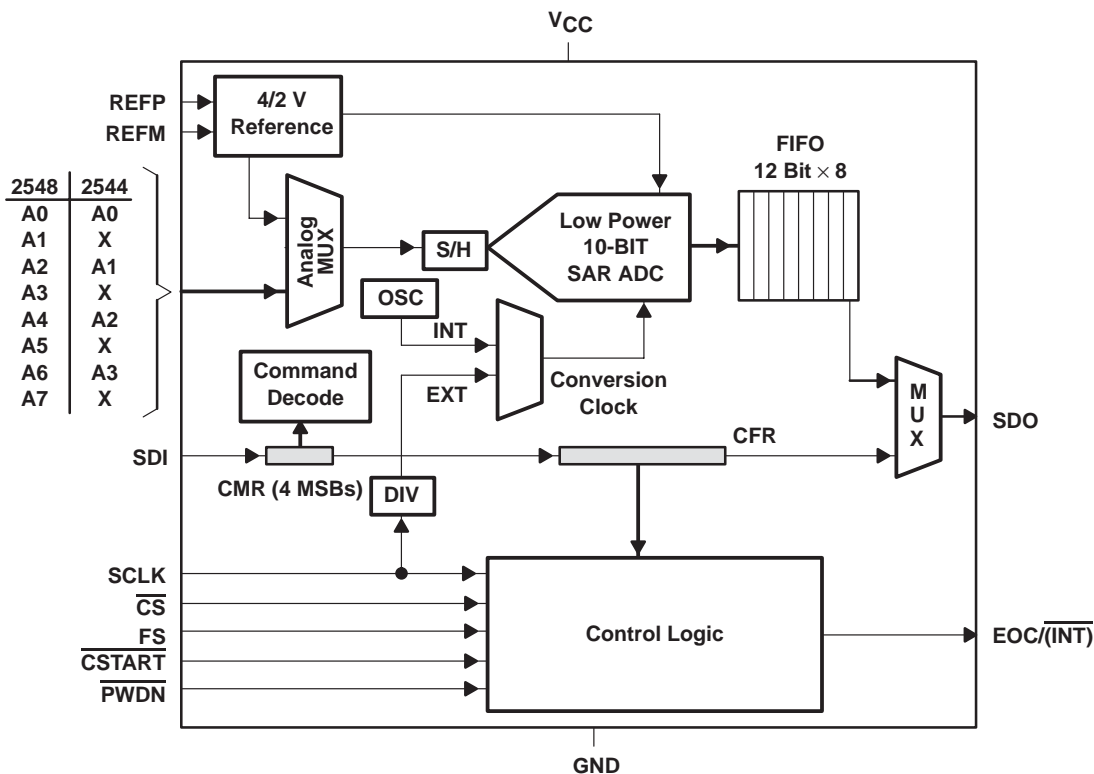 VCC
REFP
REFM
4/2 V
Reference
FIFO
12 Bit × 8
2548 2544
A0 A0
A1 X
A2 A1
A3 X
A4 A2
A5 X
A6 A3
A7 X
Analog
MUX
S/H
Low Power
10-BIT
SAR ADC
OSC
INT
EXT
Conversion
Clock
Command
Decode
MUX
SDO
SDI
CMR (4 MSBs)
CFR
DIV
SCLK
CS
FS
CSTART
PWDN
Control Logic
EOC/(INT)
GND